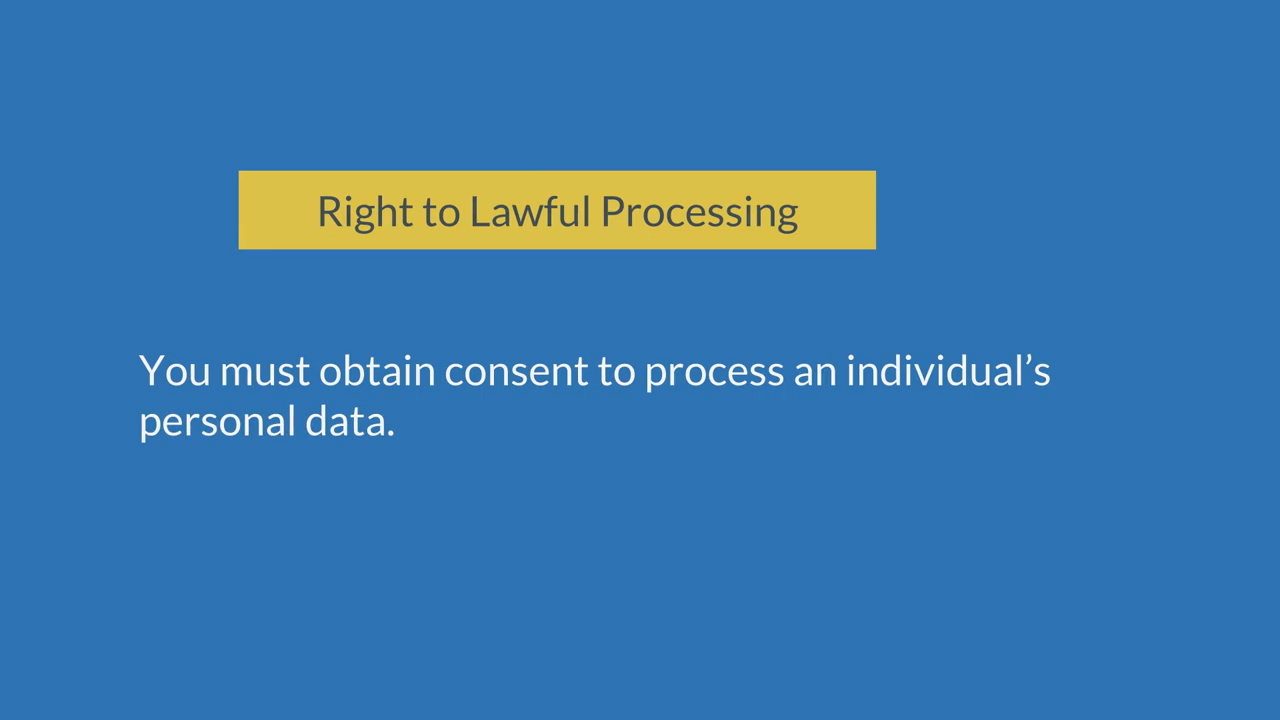 Right to Lawful Processing
You must obtain consent to process an individual’s
personal data.